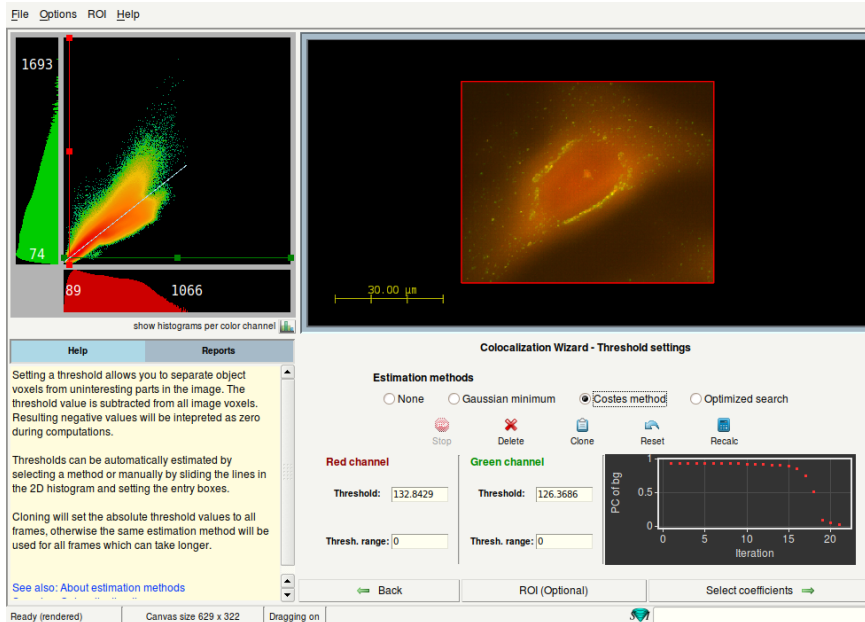 File Options ROI Help
1693
74
89 1066
show histograms per color channel
30.00 µm
Help Reports
Setting a threshold allows you to separate object
voxels from uninteresting parts in the image. The
threshold value is subtracted from all image voxels.
Resulting negative values will be intepreted as zero
during computations.
Thresholds can be automatically estimated by
selecting a method or manually by sliding the lines in
the 2D histogram and setting the entry boxes.
Cloning will set the absolute threshold values to all
frames, otherwise the same estimation method will be
used for all frames which can take longer.
See also: About estimation methods
Colocalization Wizard - Threshold settings
Estimation methods
None Gaussian minimum Costes method Optimized search
Stop Delete Clone Reset Recalc
Red channel
Threshold: 132.8429
Thresh. range: 0
Green channel
Threshold: 126.3686
Thresh. range: 0
PC of bg
1
0.5
0
0 5 10 15 20
Iteration
Back ROI (Optional) Select coefficients
Ready (rendered) Canvas size 629 x 322 Dragging on